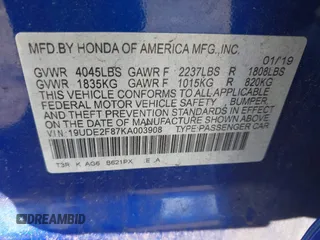 MFD.BY HONDA OF AMERICA MFG.,INC.
01/19
GVWR 4045LBS GAWR F 2237LBS R 1808LBS
GVWR 1835KG GAWR F 1015KG R 820KG
THIS VEHICLE CONFORMS TO ALL APPLICABLE
FEDERAL MOTOR VEHICLE SAFETY, BUMPER,
AND THEFT PREVENTION STANDARDS IN EFFECT
ON THE DATE OF MANUFACTURE SHOWN ABOVE.
VIN:19UDE2F87KA003908 TYPE:PASSENGER CAR
T3R K AG6 B621PX E A
DREAMBID